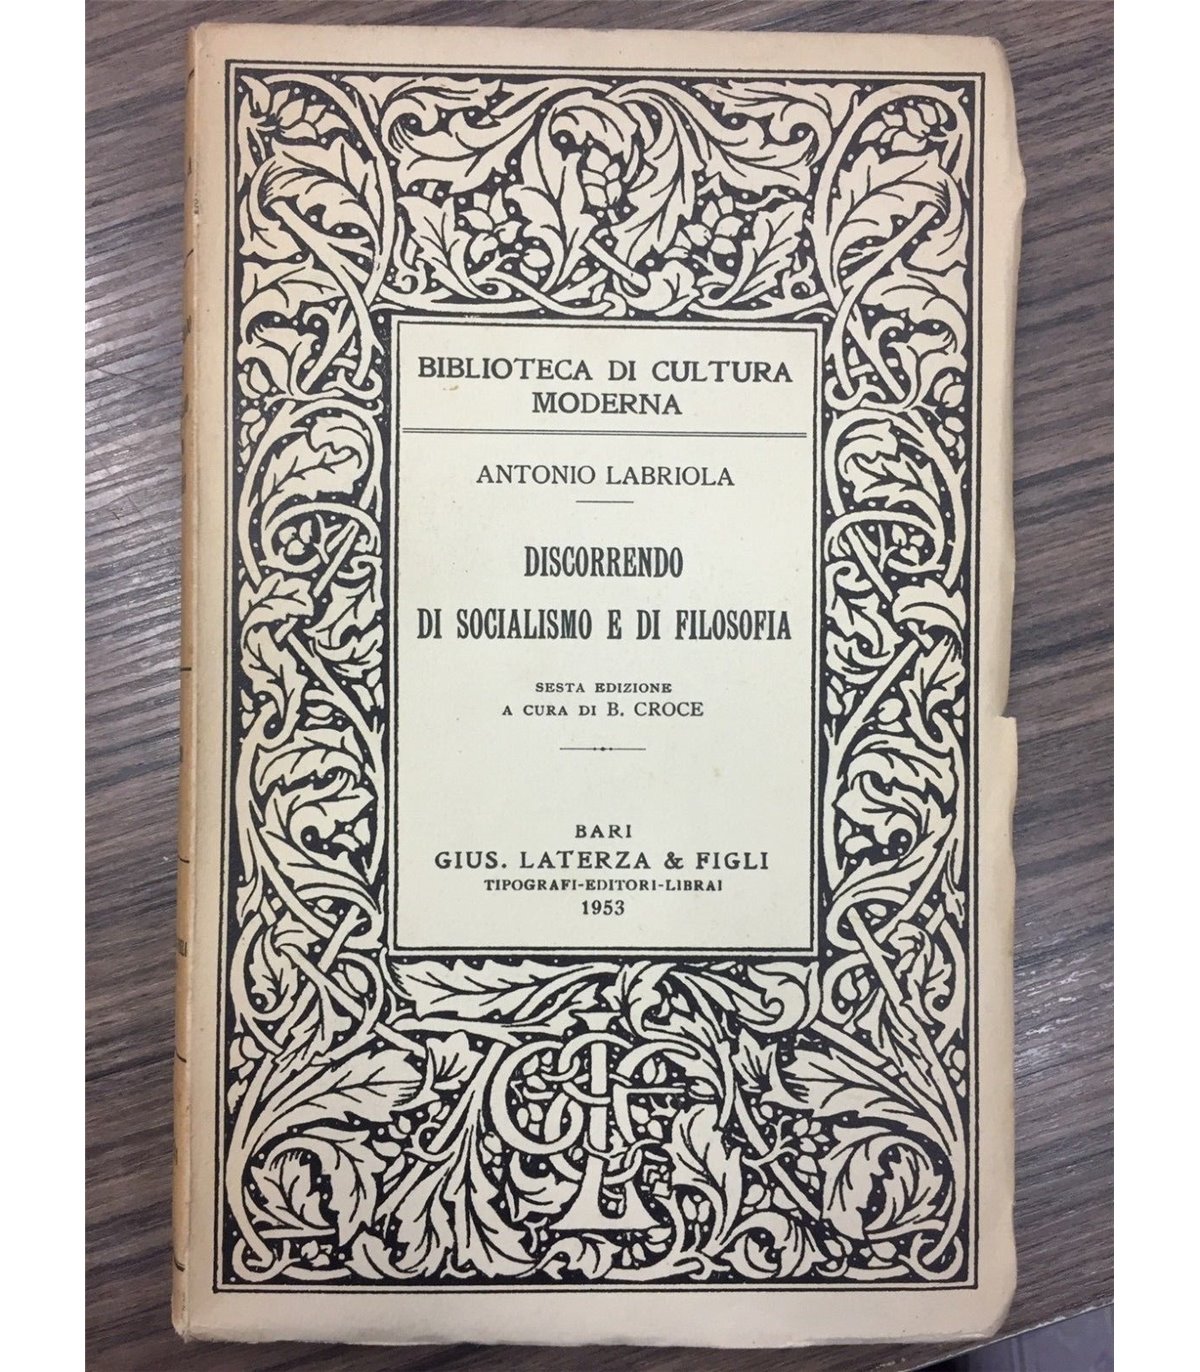 BIBLIOTECA DI CULTURA
MODERNA
ANTONIO LABRIOLA
DISCORRENDO
DI SOCIALISMO E DI FILOSOFIA
SESTA EDIZIONE
A CURA DI B. CROCE
BARI
GIUS. LATERZA & FIGLI
TIPOGRAFI-EDITORI-LIBRAI
1953